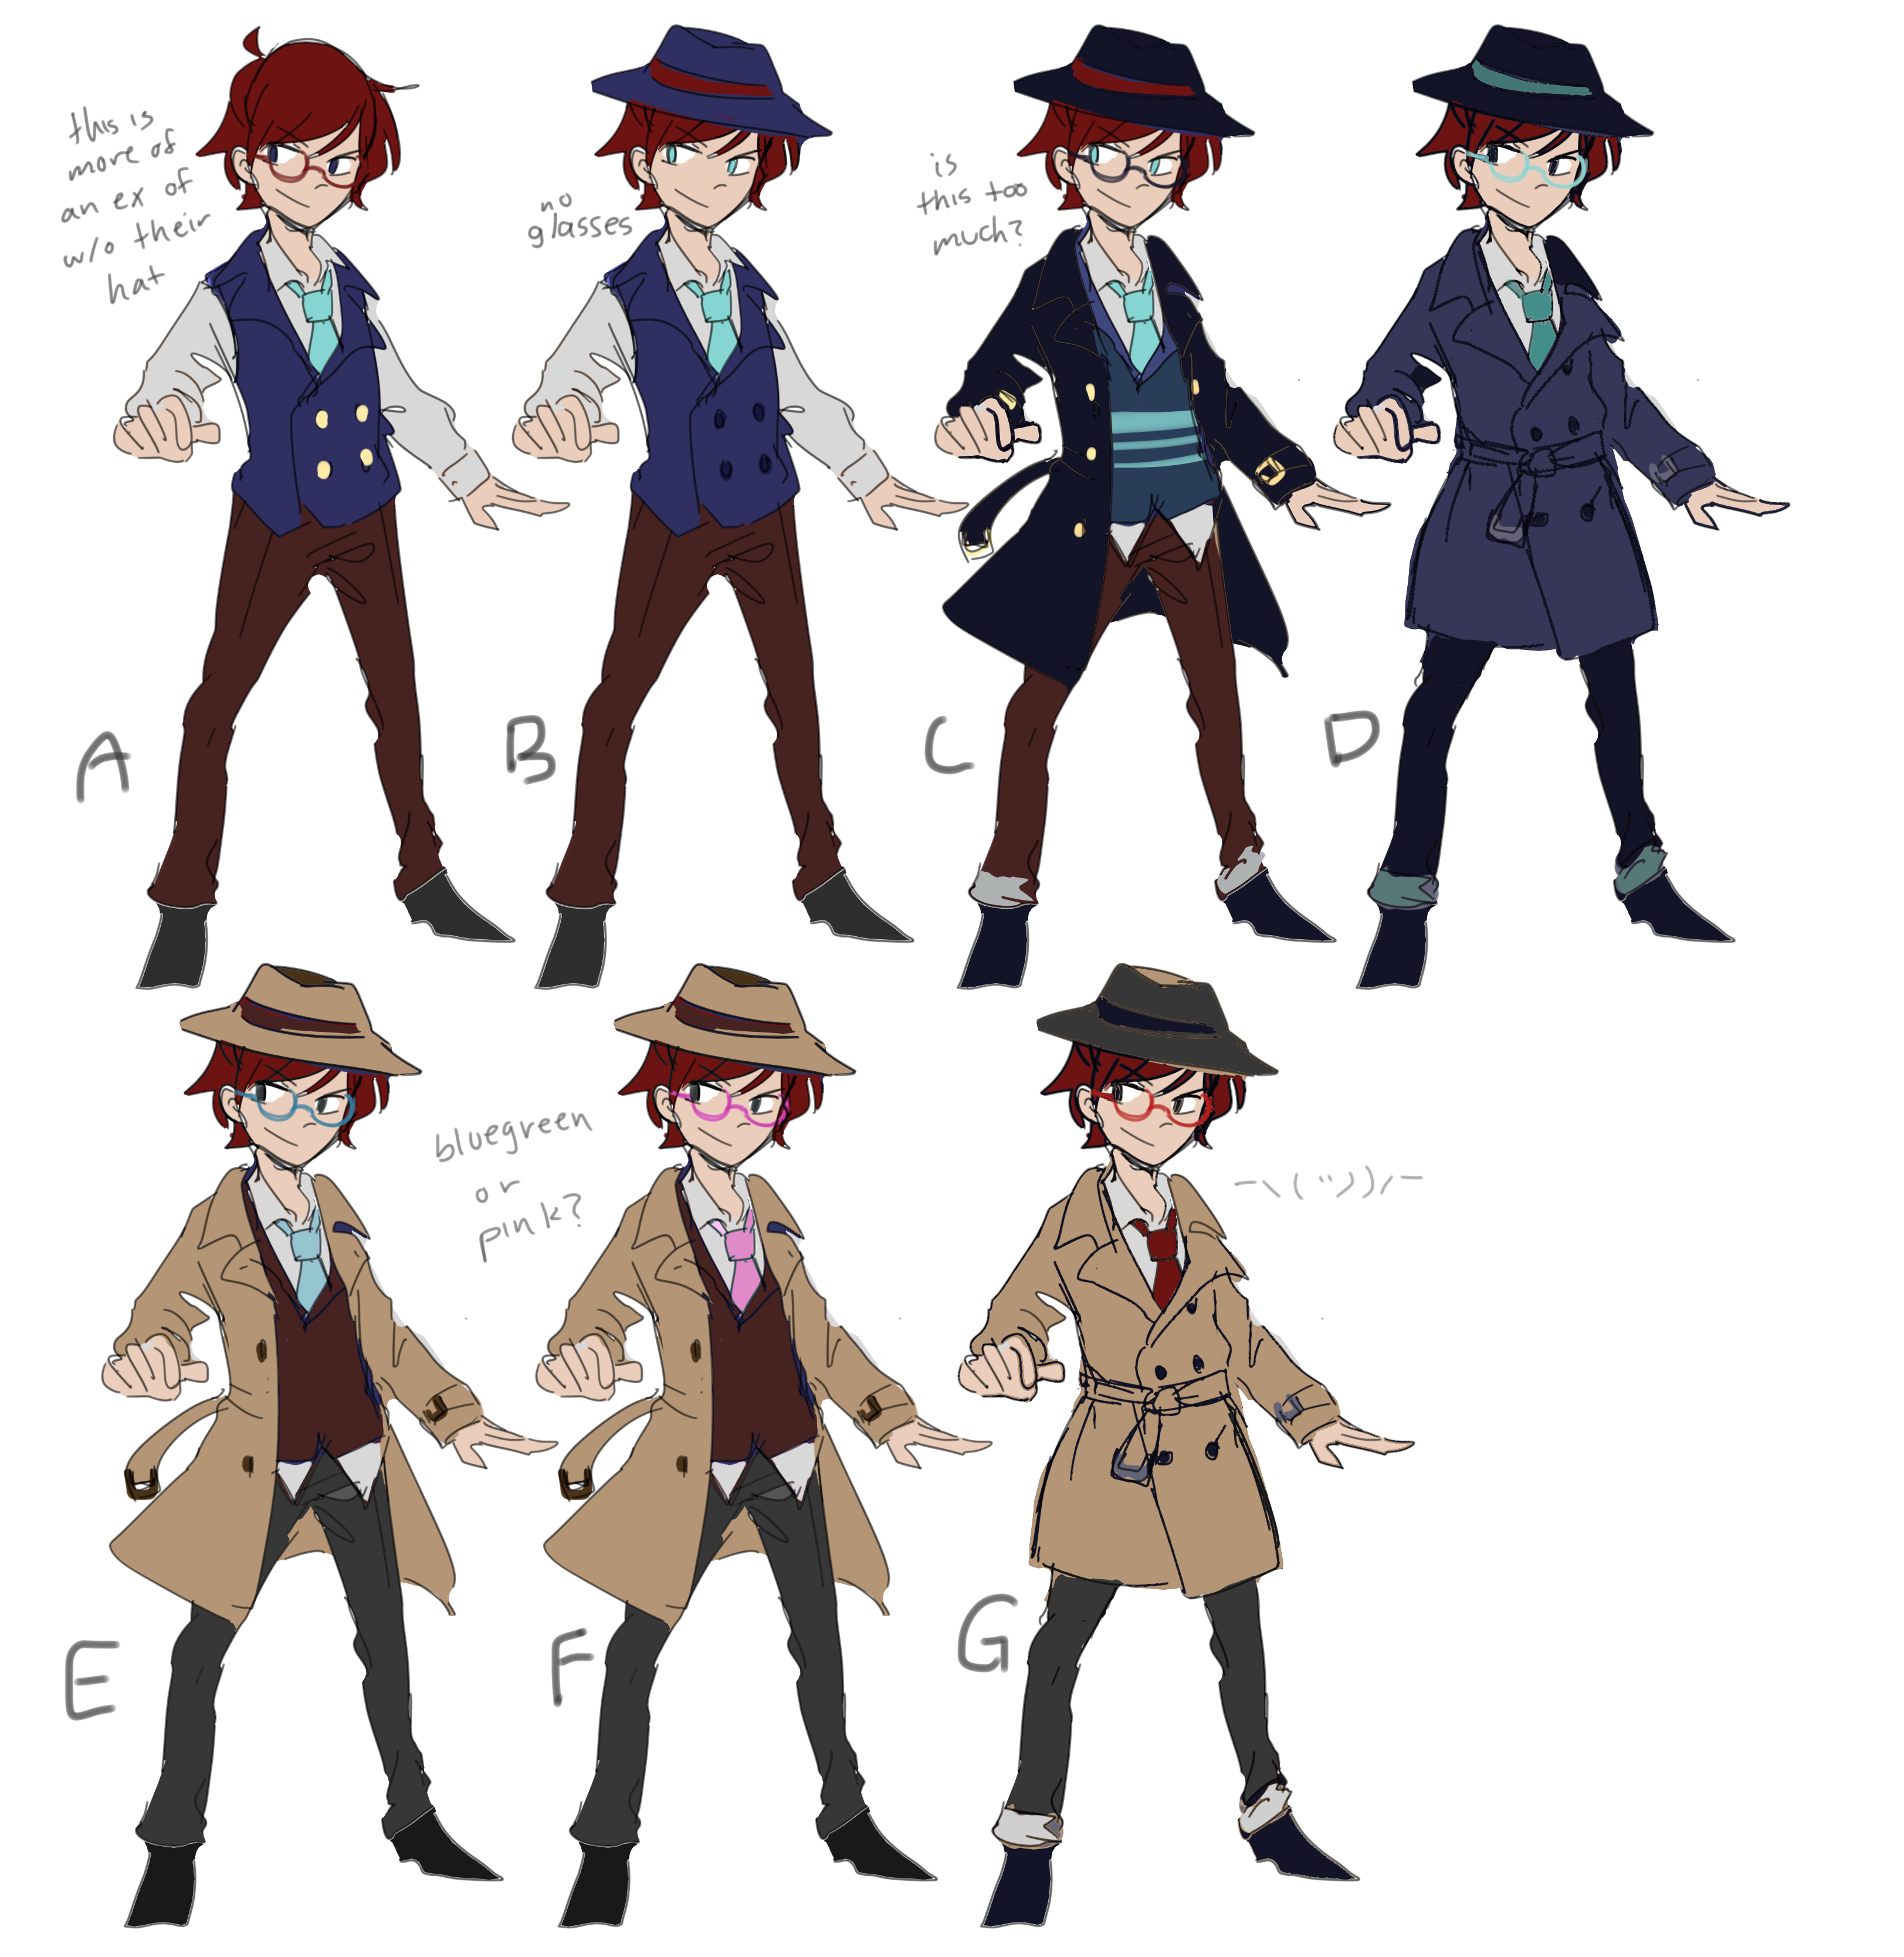 this is
more of
an ex of
w/o their
hat
no
glasses
is
this too
much?
A
B
C
D
bluegreen
or
pink?
¯\(ツ)/¯
E
F
G